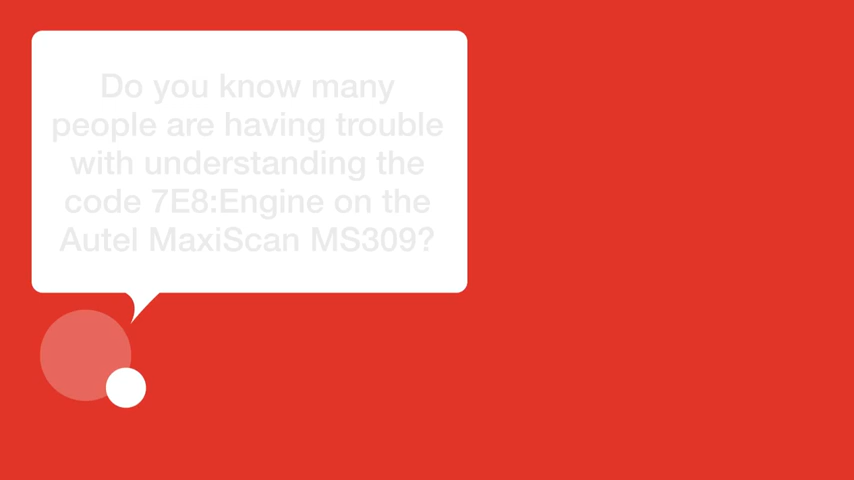 Do you know many
people are having trouble
with understanding the
code 7E8:Engine on the
Autel MaxiScan MS309?